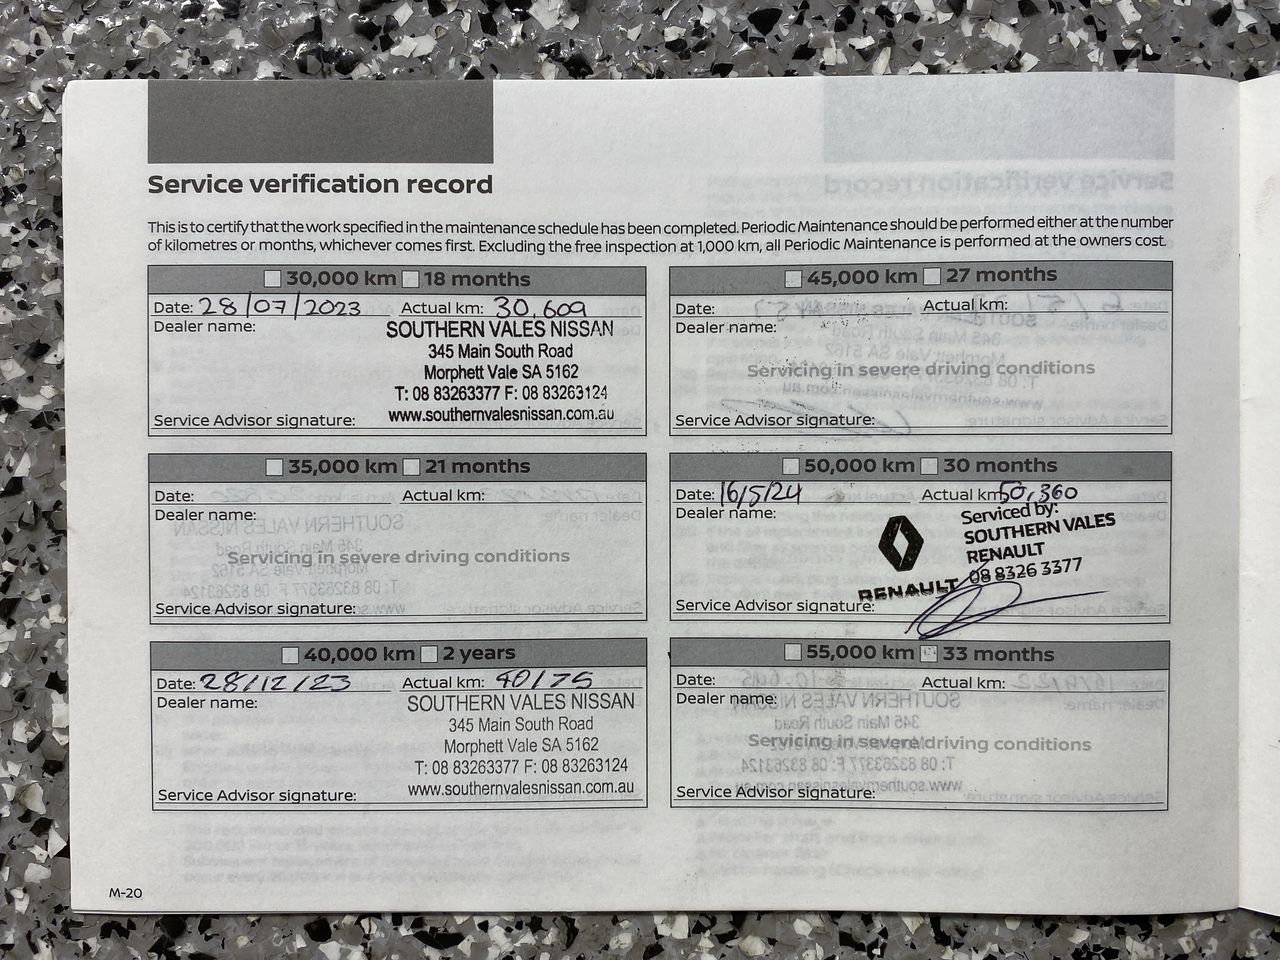 Service verification record
This is to certify that the work specified in the maintenance schedule has been completed. Periodic Maintenance should be performed either at the number
of kilometres or months, whichever comes first. Excluding the free inspection at 1,000 km, all Periodic Maintenance is performed at the owners cost.
30,000 km 18 months
Date: 28/07/2023 Actual km: 30,609
Dealer name: SOUTHERN VALES NISSAN
345 Main South Road
Morphett Vale SA 5162
T: 08 83263377 F: 08 83263124
www.southernvalesnissan.com.au
Service Advisor signature:
35,000 km 21 months
Date: Actual km:
Dealer name:
Servicing in severe driving conditions
Service Advisor signature:
40,000 km 2 years
Date: 28/12/23 Actual km: 40175
Dealer name: SOUTHERN VALES NISSAN
345 Main South Road
Morphett Vale SA 5162
T: 08 83263377 F: 08 83263124
www.southernvalesnissan.com.au
Service Advisor signature:
45,000 km 27 months
Date: Actual km:
Dealer name:
Servicing in severe driving conditions
Service Advisor signature:
50,000 km 30 months
Date: 16/5/24 Actual km: 50,360
Dealer name:
Serviced by:
SOUTHERN VALES
RENAULT
08 8326 3377
RENAULT
Service Advisor signature:
55,000 km 33 months
Date: Actual km:
Dealer name:
Servicing in severe driving conditions
Service Advisor signature:
M-20